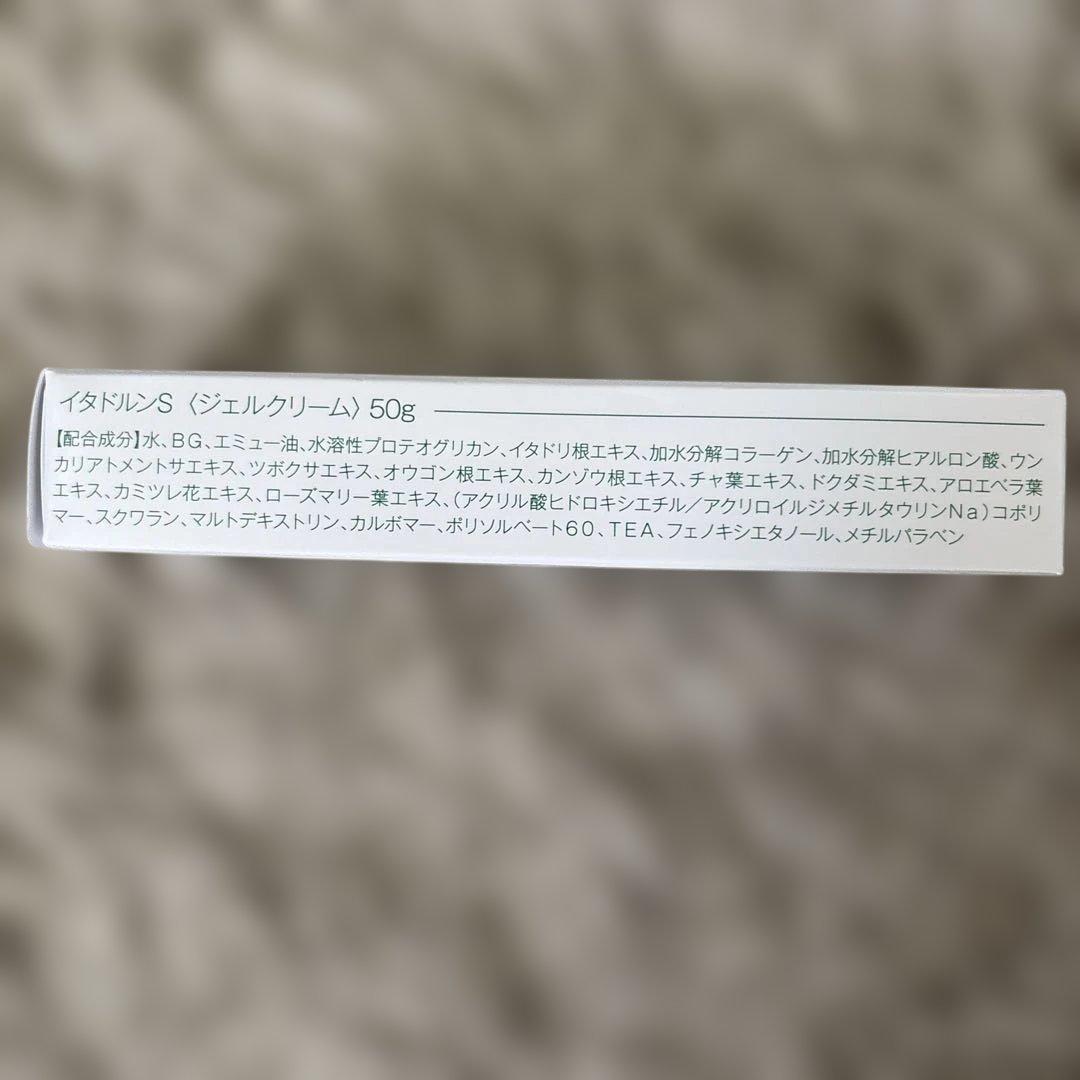 イタドルンS〈ジェルクリーム〉50g
【配合成分】水、BG、エミュー油、水溶性プロテオグリカン、イタドリ根エキス、加水分解コラーゲン、加水分解ヒアルロン酸、ウン
カリアトメントサエキス、ツボクサエキス、オウゴン根エキス、カンゾウ根エキス、チャ葉エキス、ドクダミエキス、アロエベラ葉
エキス、カミツレ花エキス、ローズマリー葉エキス、(アクリル酸ヒドロキシエチル/アクリロイルジメチルタウリンNa)コポリ
マー、スクワラン、マルトデキストリン、カルボマー、ポリソルベート60、TEA、フェノキシエタノール、メチルパラベン